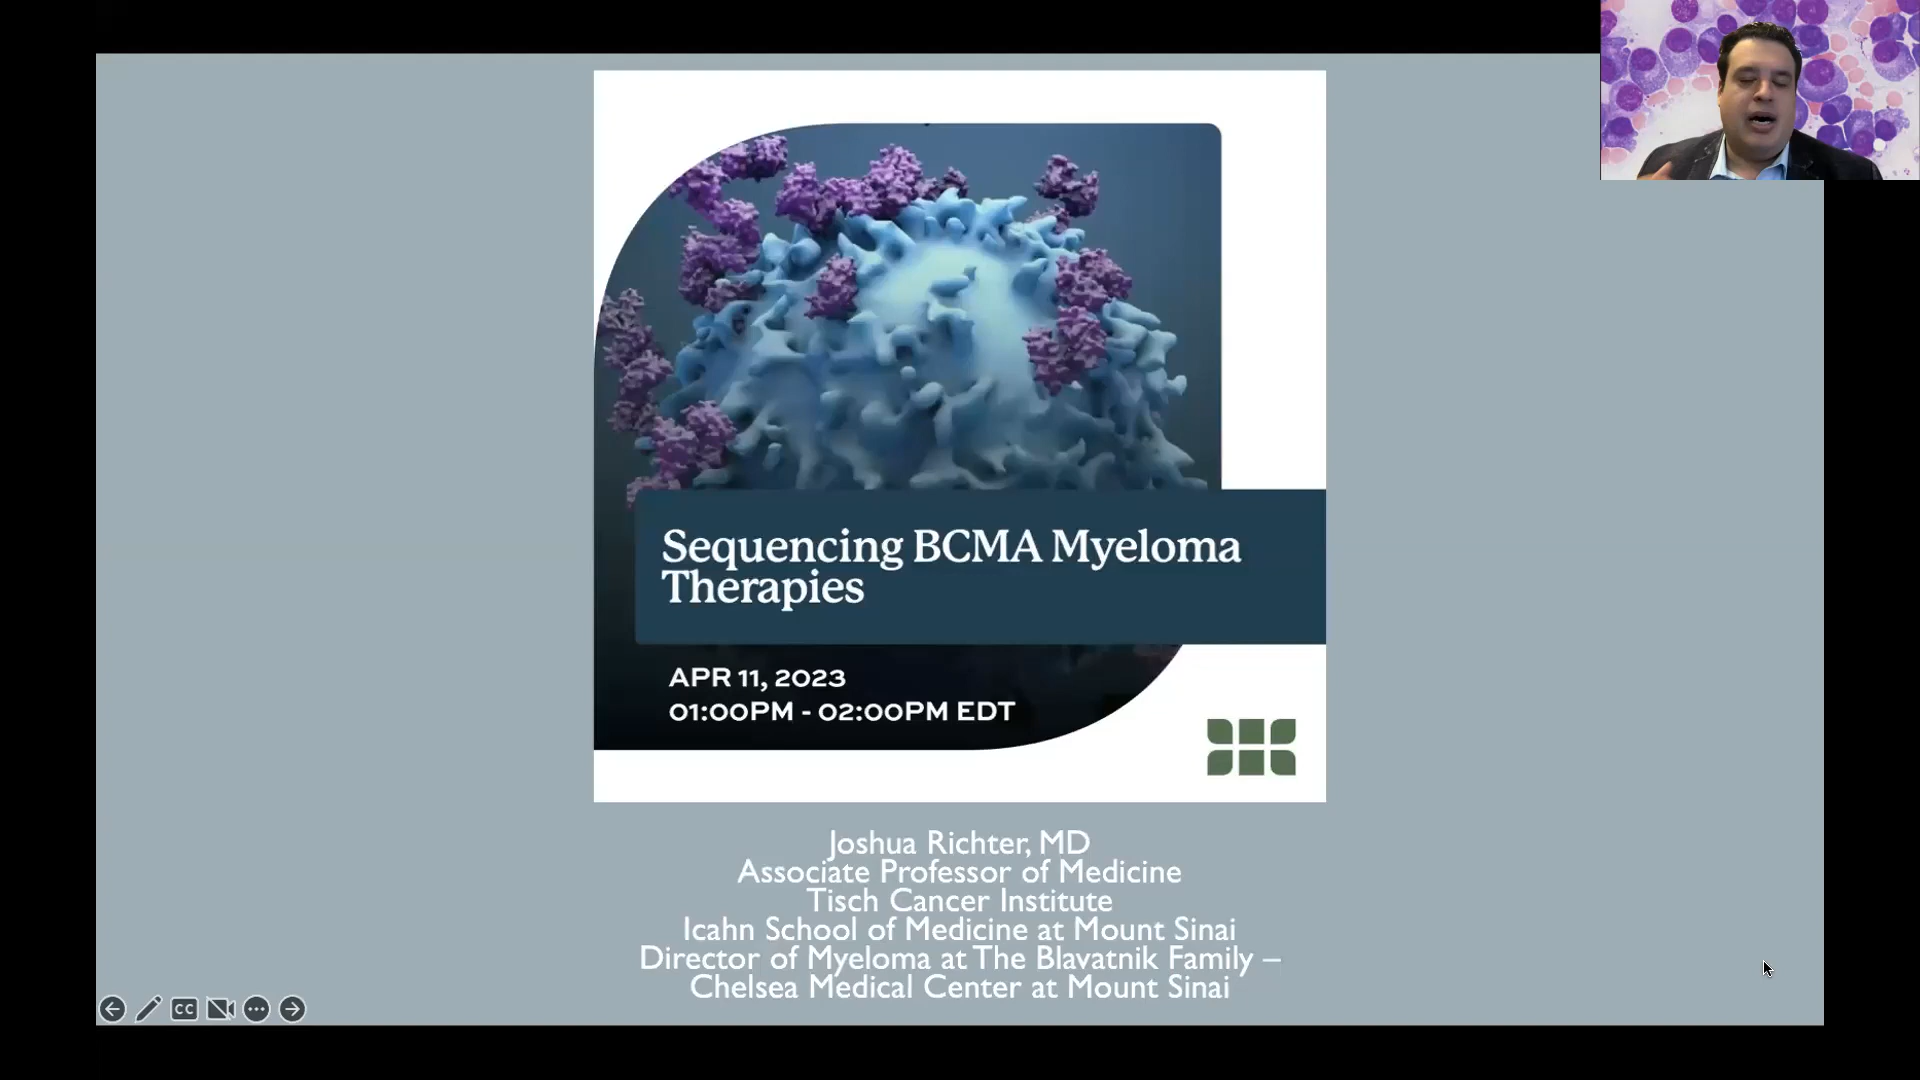 Sequencing BCMA Myeloma
Therapies
APR 11, 2023
01:00PM - 02:00PM EDT
Joshua Richter, MD
Associate Professor of Medicine
Tisch Cancer Institute
Icahn School of Medicine at Mount Sinai
Director of Myeloma at The Blavatnik Family –
Chelsea Medical Center at Mount Sinai
CC